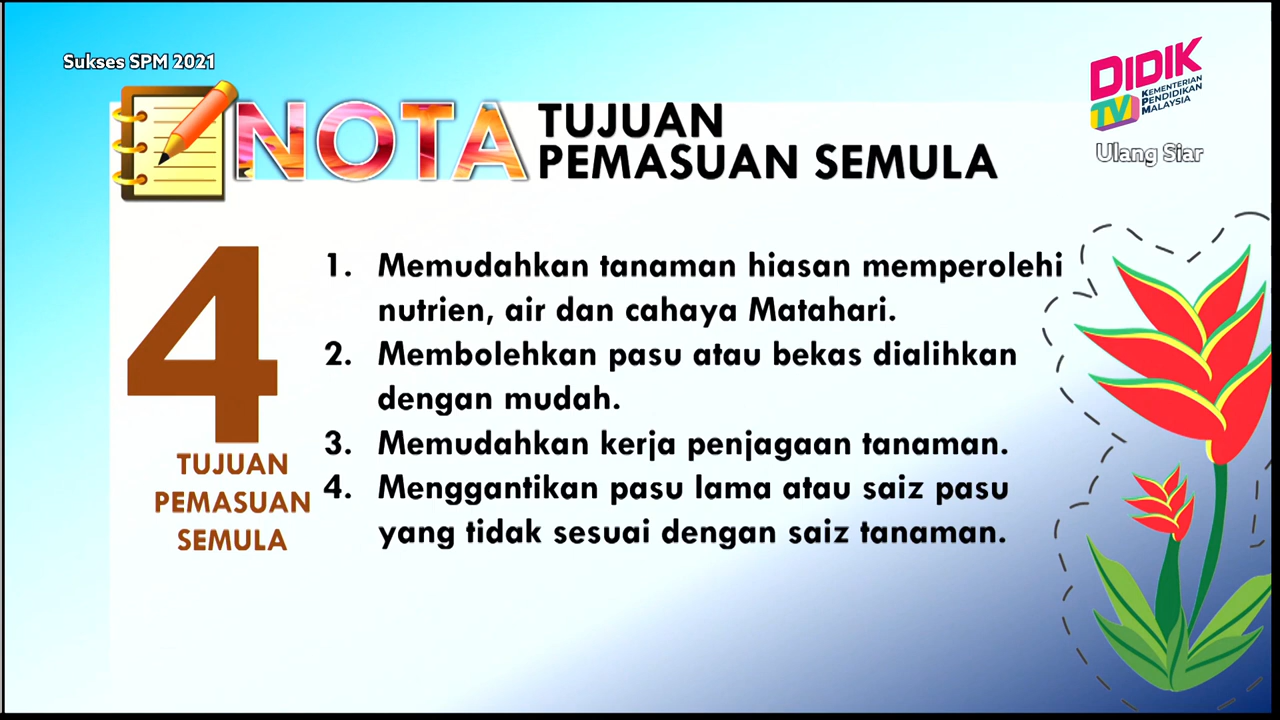 Sukses SPM 2021
DIDIK
TV
KEMENTERIAN
PENDIDIKAN
MALAYSIA
Ulang Siar
NOTA
TUJUAN
PEMASUAN SEMULA
4
TUJUAN
PEMASUAN
SEMULA
1. Memudahkan tanaman hiasan memperolehi
nutrien, air dan cahaya Matahari.
2. Membolehkan pasu atau bekas dialihkan
dengan mudah.
3. Memudahkan kerja penjagaan tanaman.
4. Menggantikan pasu lama atau saiz pasu
yang tidak sesuai dengan saiz tanaman.